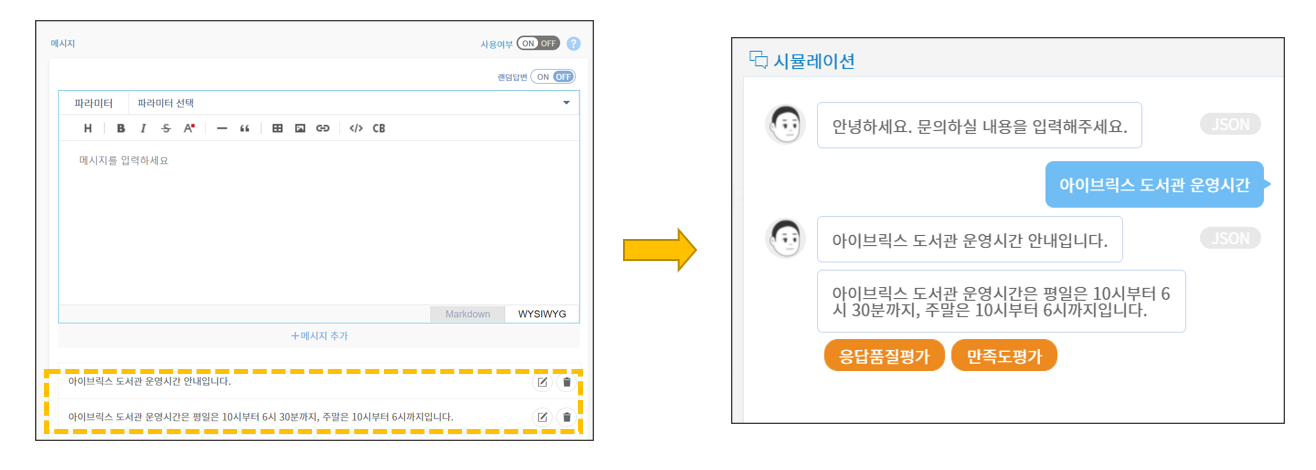 메시지
사용여부 ON OFF ?
랜덤답변 ON OFF
파라미터 파라미터 선택
H B I S A — “ </> CB
메시지를 입력하세요
Markdown WYSIWYG
+메시지 추가
아이브릭스 도서관 운영시간 안내입니다.
아이브릭스 도서관 운영시간은 평일은 10시부터 6시 30분까지, 주말은 10시부터 6시까지입니다.
시뮬레이션
안녕하세요. 문의하실 내용을 입력해주세요.
JSON
아이브릭스 도서관 운영시간
아이브릭스 도서관 운영시간 안내입니다.
JSON
아이브릭스 도서관 운영시간은 평일은 10시부터 6
시 30분까지, 주말은 10시부터 6시까지입니다.
응답품질평가 만족도평가